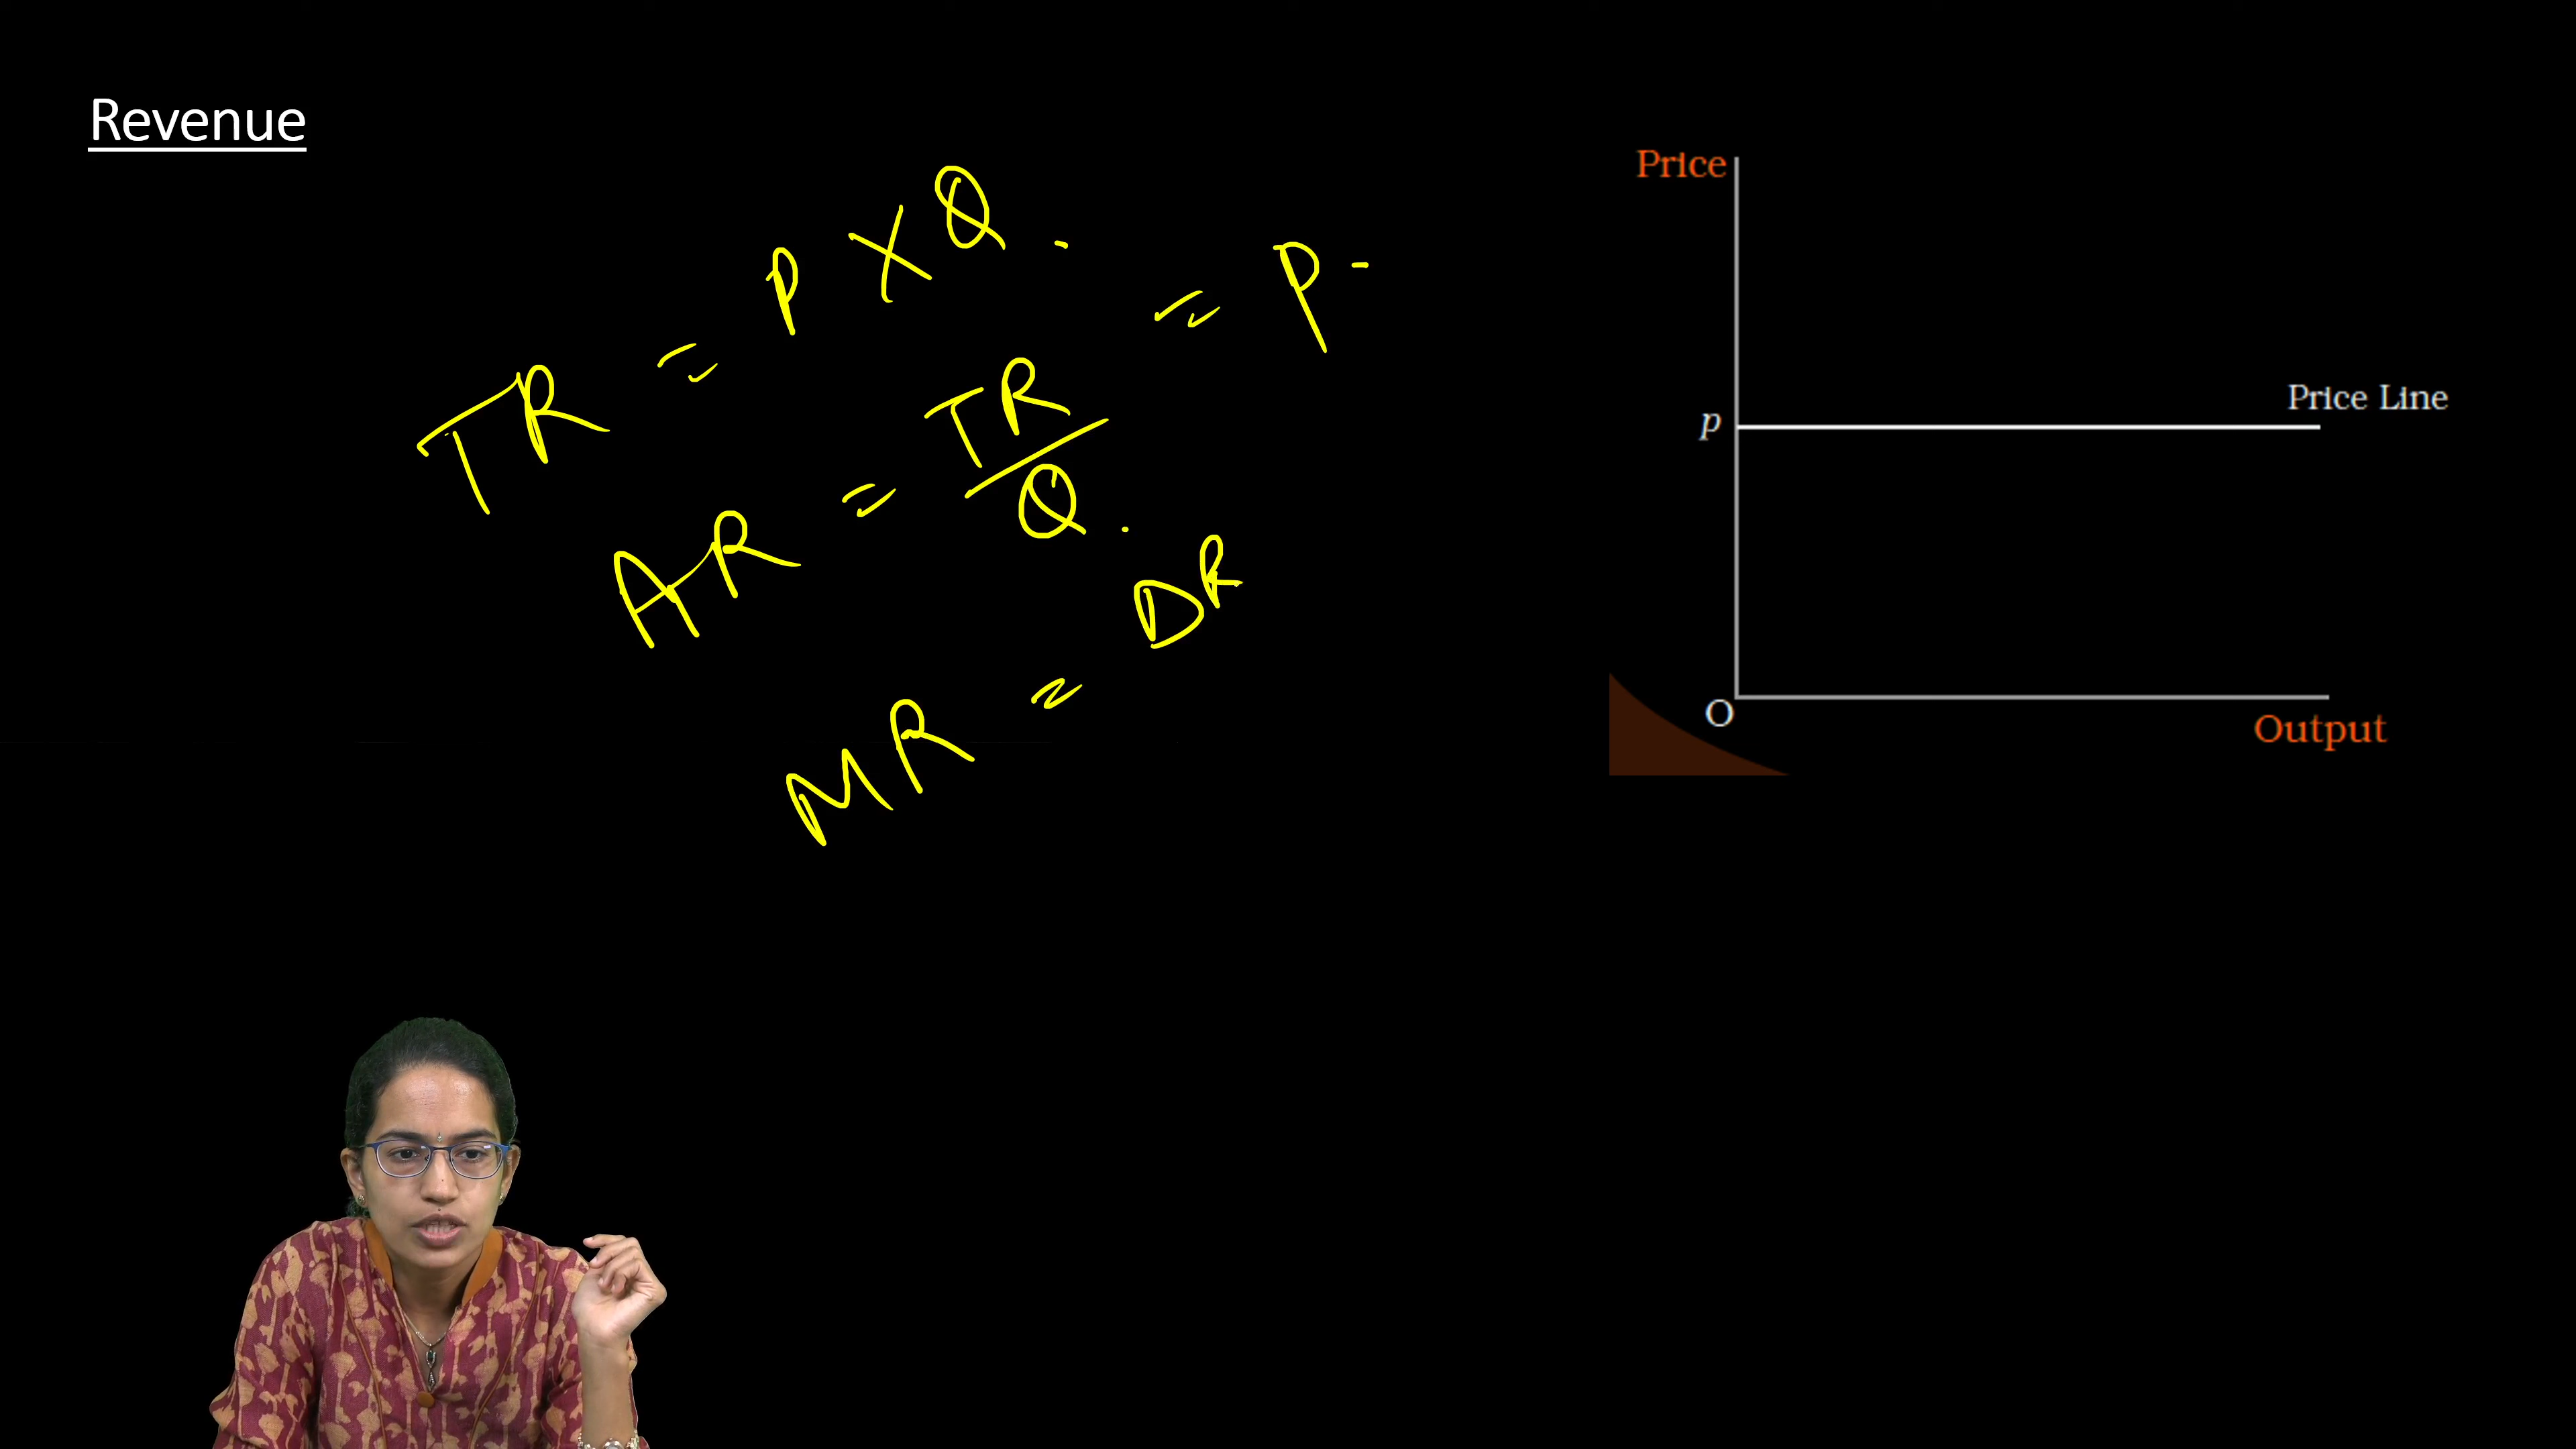 Revenue
TR = P X Q .
AR = TR/Q . = P -
MR = DR
Price
p
Price Line
O
Output